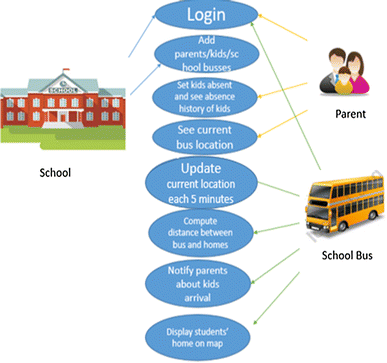 Login
Add
parents/kids/sc
hool busses
SCHOOL
Set kids absent
and see absence
history of kids
Parent
See current
bus location
School
Update
current location
each 5 minutes
Compute
distance between
bus and homes
School Bus
Notify parents
about kids
arrival
Display students'
home on map